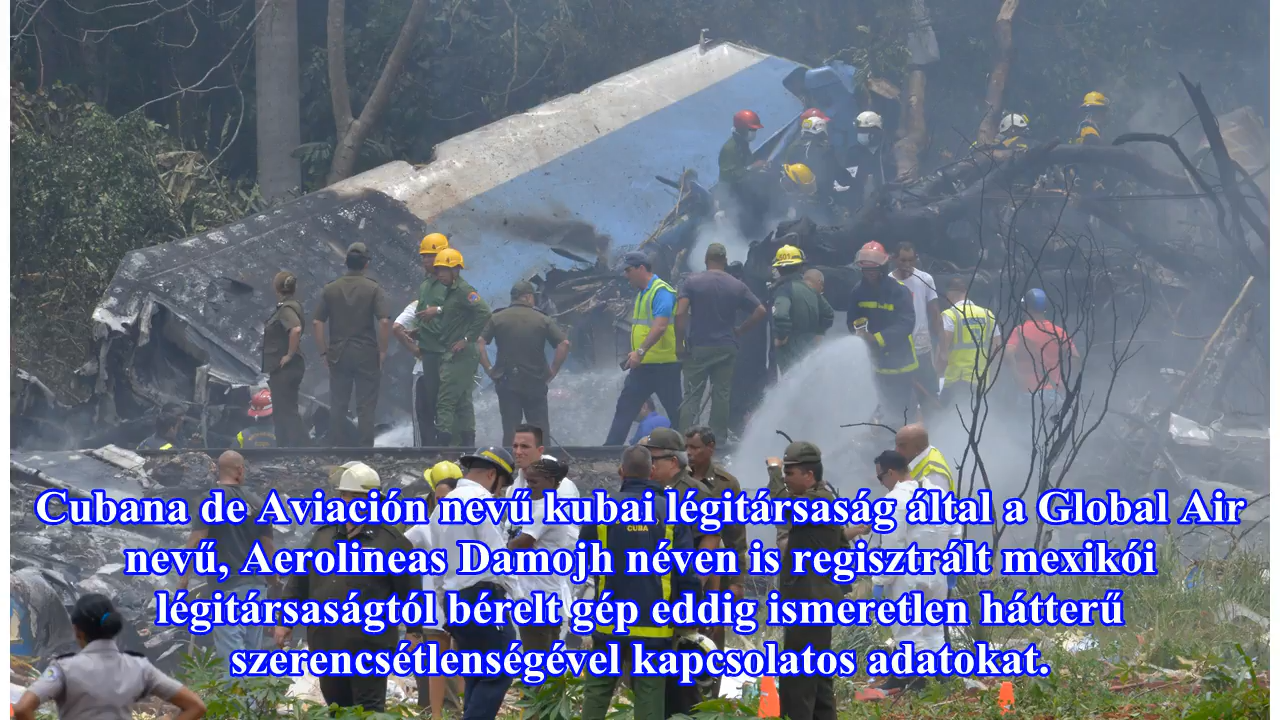 CUBA
Cubana de Aviación nevű kubai légitársaság által a Global Air
nevű, Aerolineas Damojh néven is regisztrált mexikói
légitársaságtól bérelt gép eddig ismeretlen hátterű
szerencsétlenségével kapcsolatos adatokat.